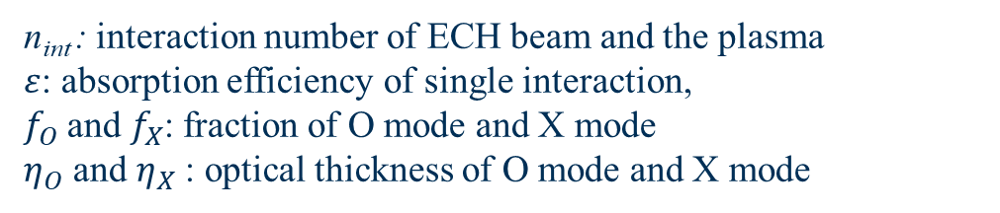 n_int: interaction number of ECH beam and the plasma
ε: absorption efficiency of single interaction,
f_O and f_X: fraction of O mode and X mode
η_O and η_X : optical thickness of O mode and X mode